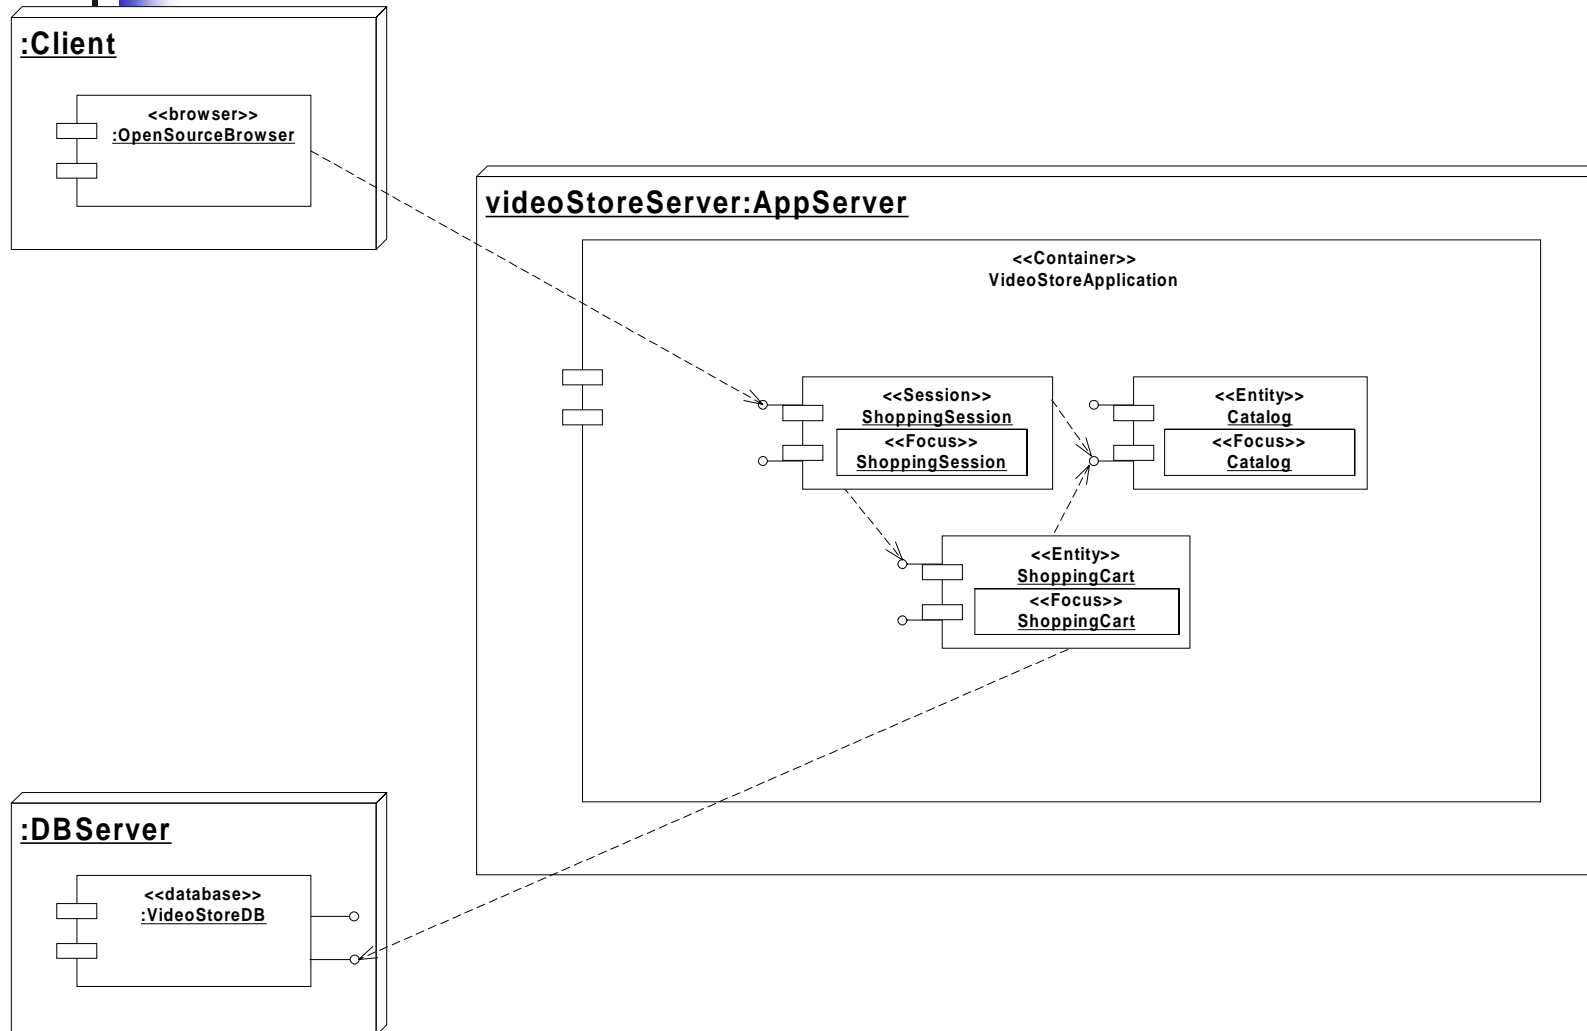 :Client
<<browser>>
:OpenSourceBrowser
videoStoreServer:AppServer
<<Container>>
VideoStoreApplication
<<Session>>
ShoppingSession
<<Focus>>
ShoppingSession
<<Entity>>
Catalog
<<Focus>>
Catalog
<<Entity>>
ShoppingCart
<<Focus>>
ShoppingCart
:DBServer
<<database>>
:VideoStoreDB